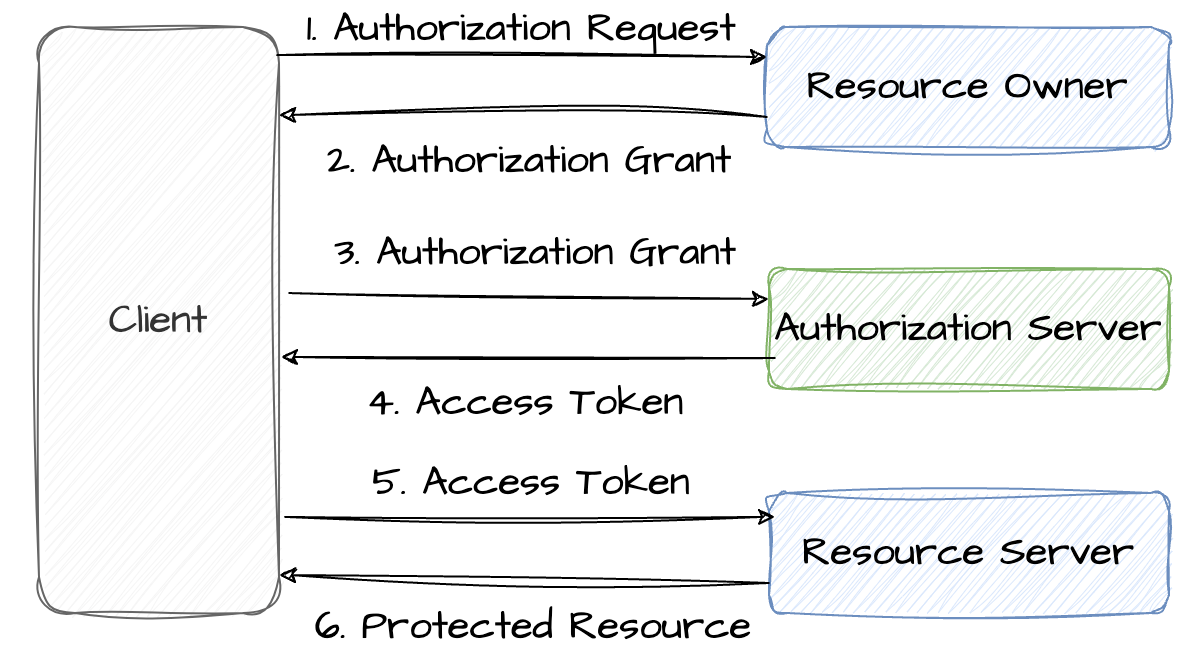 1. Authorization Request
Resource Owner
2. Authorization Grant
3. Authorization Grant
Client
Authorization Server
4. Access Token
5. Access Token
Resource Server
6. Protected Resource